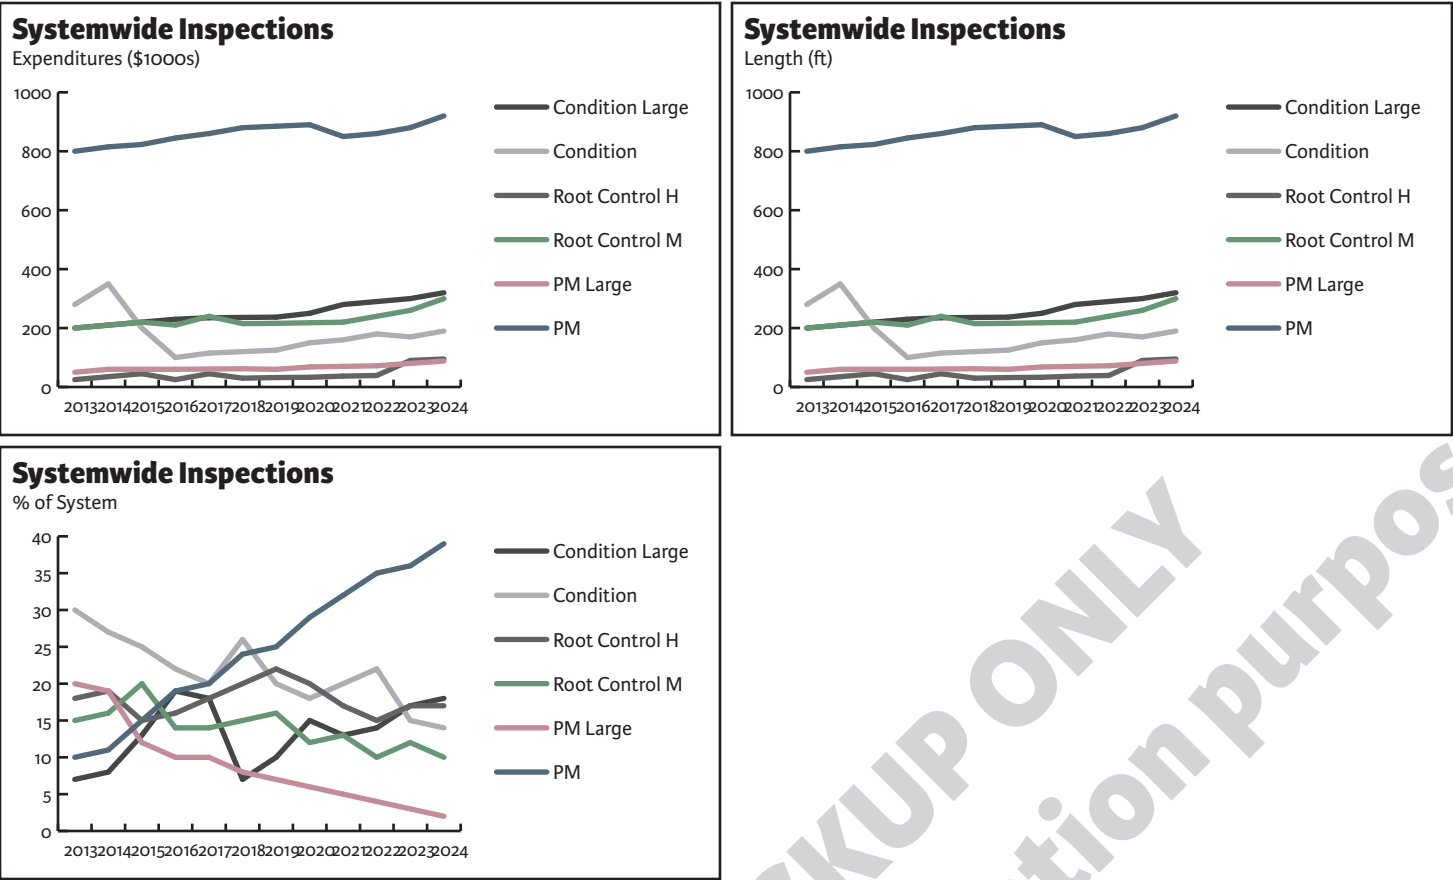 Systemwide Inspections
Expenditures ($1000s)
1000
800
600
400
200
0
2013 2014 2015 2016 2017 2018 2019 2020 2021 2022 2023 2024
Condition Large
Condition
Root Control H
Root Control M
PM Large
PM
Systemwide Inspections
Length (ft)
1000
800
600
400
200
0
2013 2014 2015 2016 2017 2018 2019 2020 2021 2022 2023 2024
Condition Large
Condition
Root Control H
Root Control M
PM Large
PM
Systemwide Inspections
% of System
40
35
30
25
20
15
10
5
0
2013 2014 2015 2016 2017 2018 2019 2020 2021 2022 2023 2024
Condition Large
Condition
Root Control H
Root Control M
PM Large
PM
KUP ONLY
tion purpos